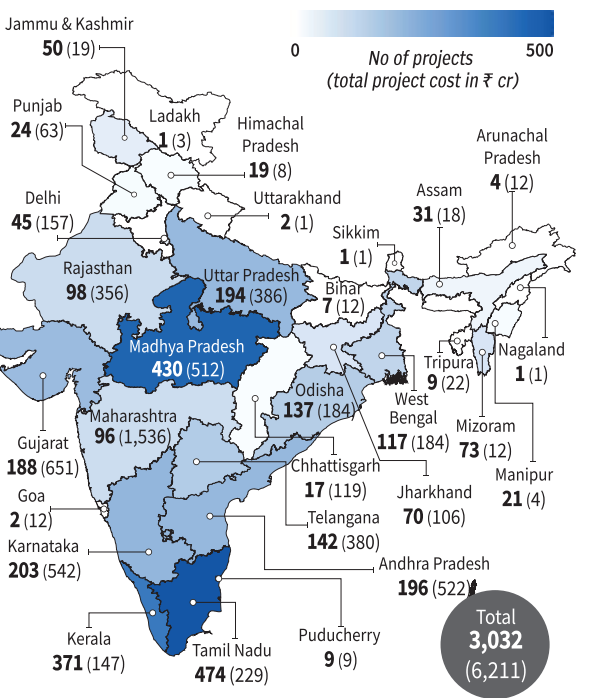 Jammu & Kashmir
50 (19)
0
500
No of projects
(total project cost in ₹ cr)
Punjab
24 (63)
Ladakh
1 (3)
Himachal
Pradesh
19 (8)
Arunachal
Pradesh
4 (12)
Delhi
45 (157)
Uttarakhand
2 (1)
Assam
31 (18)
Sikkim
1 (1)
Rajasthan
98 (356)
Uttar Pradesh
194 (386)
Bihar
7 (12)
Madhya Pradesh
430 (512)
Tripura
9 (22)
Nagaland
1 (1)
Odisha
137 (184)
West
Bengal
117 (184)
Mizoram
73 (12)
Maharashtra
96 (1,536)
Gujarat
188 (651)
Chhattisgarh
17 (119)
Manipur
21 (4)
Jharkhand
70 (106)
Goa
2 (12)
Telangana
142 (380)
Karnataka
203 (542)
Andhra Pradesh
196 (522)
Kerala
371 (147)
Tamil Nadu
474 (229)
Puducherry
9 (9)
Total
3,032
(6,211)